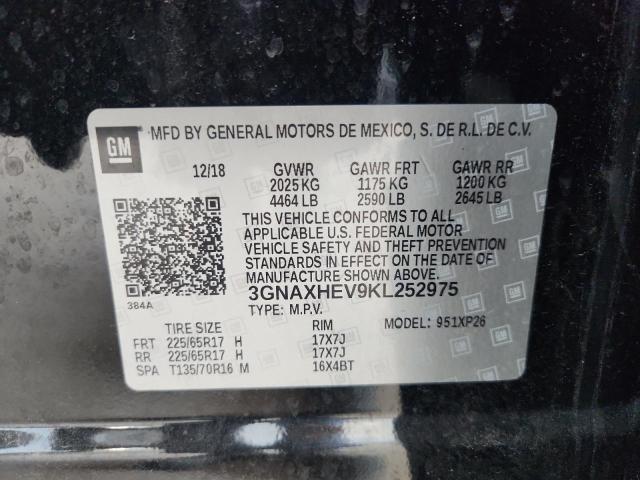 GM MFD BY GENERAL MOTORS DE MEXICO, S. DE R.L. DE C.V.
12/18 GVWR GAWR FRT GAWR RR
2025 KG 1175 KG 1200 KG
4464 LB 2590 LB 2645 LB
THIS VEHICLE CONFORMS TO ALL
APPLICABLE U.S. FEDERAL MOTOR
VEHICLE SAFETY AND THEFT PREVENTION
STANDARDS IN EFFECT ON THE DATE OF
MANUFACTURE SHOWN ABOVE.
384A 3GNAXHEV9KL252975
TYPE: M.P.V.
TIRE SIZE RIM MODEL: 951XP26
FRT 225/65R17 H 17X7J
RR 225/65R17 H 17X7J
SPA T135/70R16 M 16X4BT